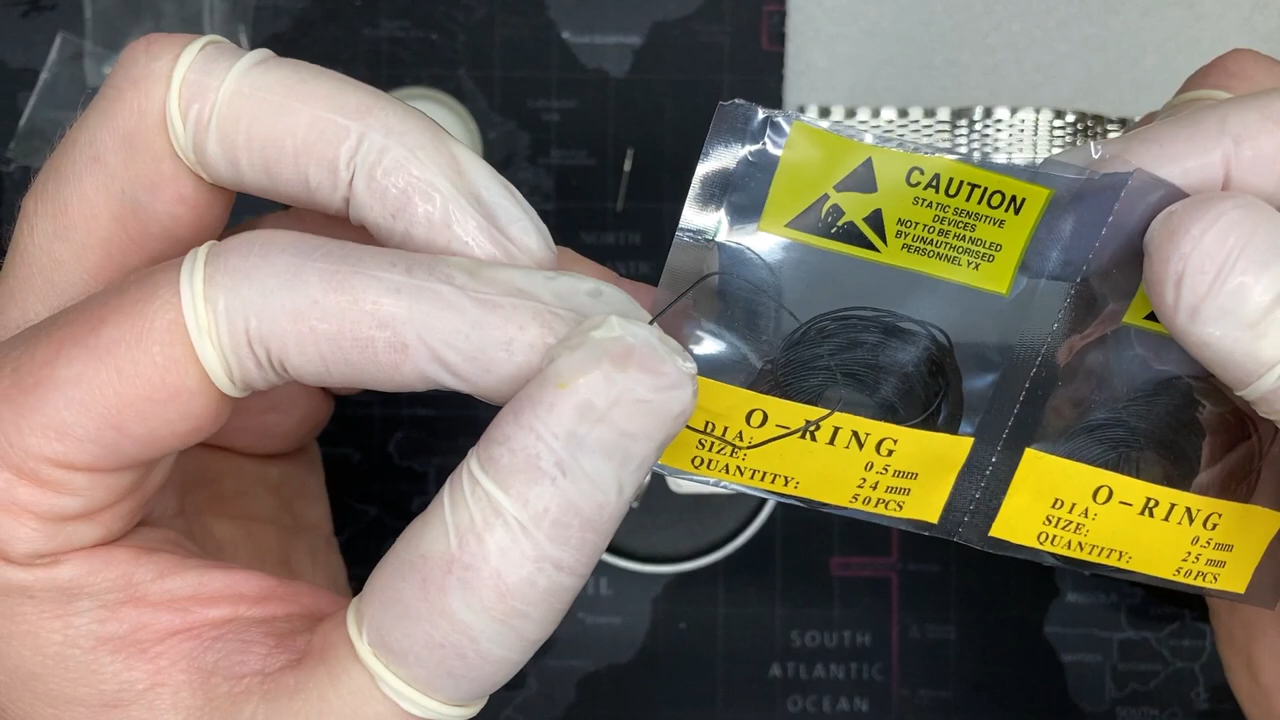 CAUTION
STATIC SENSITIVE
DEVICES
NOT TO BE HANDLED
BY UNAUTHORISED
PERSONNEL YX
O-RING
DIA: 0.5mm
SIZE: 24 mm
QUANTITY: 50PCS
O-RING
DIA: 0.5mm
SIZE: 25 mm
QUANTITY: 50PCS
NORTH
SOUTH
ATLANTIC
OCEAN